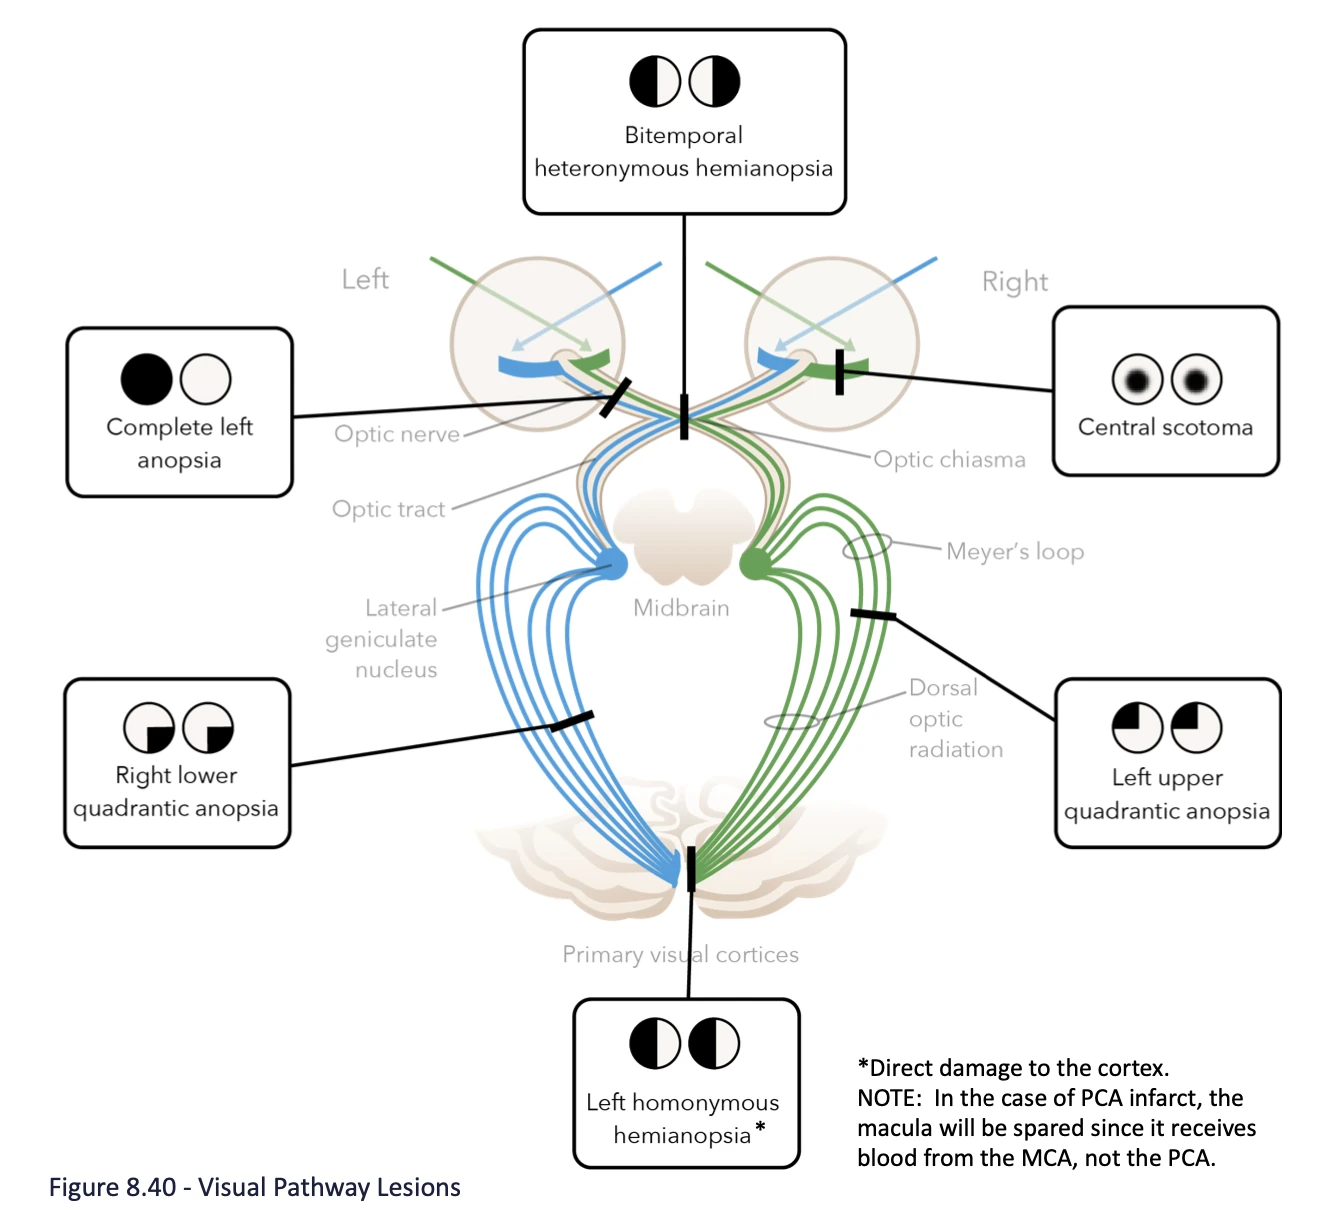 Bitemporal
heteronymous hemianopsia
Left
Right
Complete left
anopsia
Central scotoma
Optic nerve
Optic chiasma
Optic tract
Meyer's loop
Lateral
geniculate
nucleus
Midbrain
Dorsal
optic
radiation
Right lower
quadrantic anopsia
Left upper
quadrantic anopsia
Primary visual cortices
Left homonymous
hemianopsia*
*Direct damage to the cortex.
NOTE:  In the case of PCA infarct, the
macula will be spared since it receives
blood from the MCA, not the PCA.
Figure 8.40 - Visual Pathway Lesions